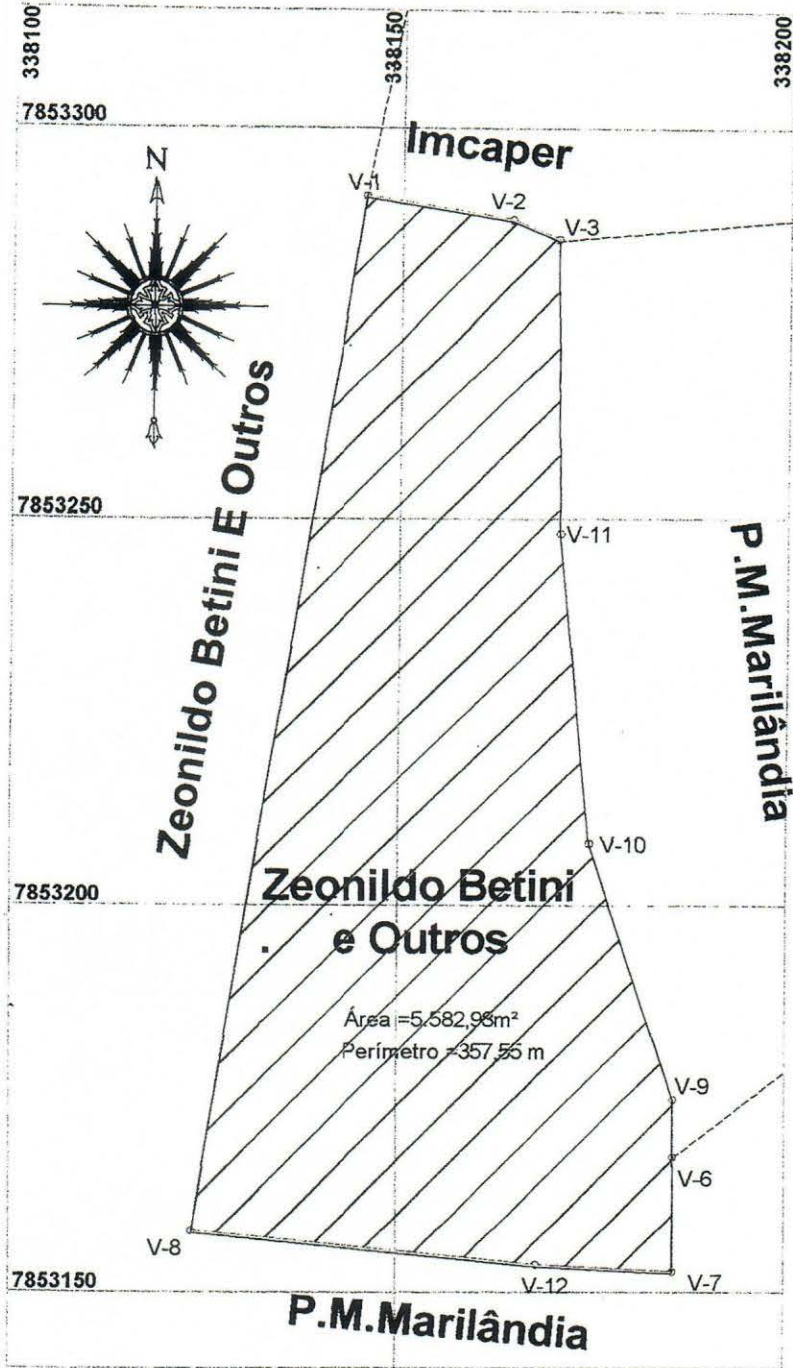 338100
338150
338200
7853300
Imcaper
N
V-1
V-2
V-3
Zeonildo Betini E Outros
7853250
V-11
P.M.Marilândia
V-10
7853200
Zeonildo Betini
e Outros
Área =5.582,98m²
Perímetro =357,55 m
V-9
V-6
V-8
V-12
V-7
7853150
P.M.Marilândia